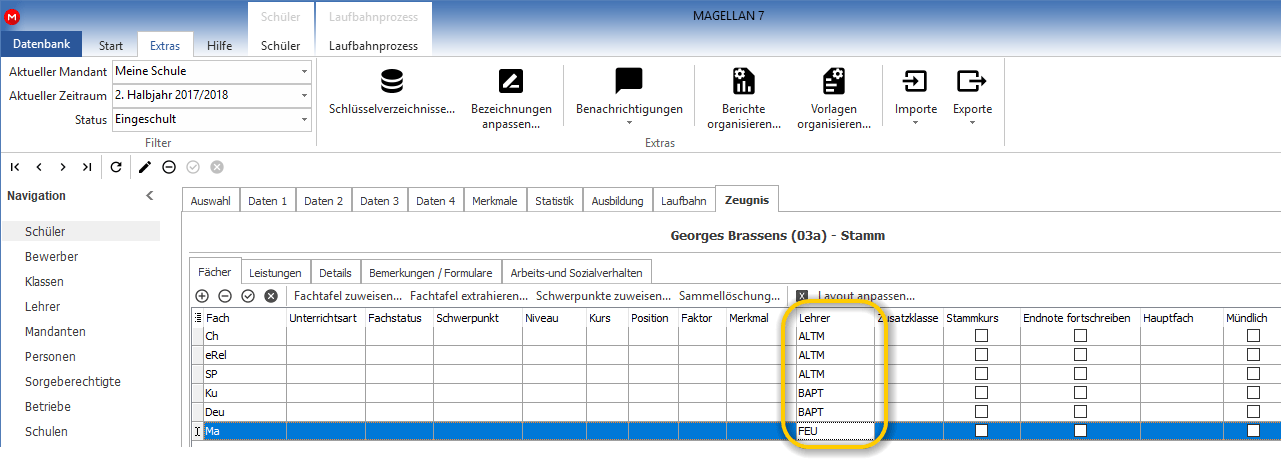 MAGELLAN 7
Schüler Laufbahnprozess
Datenbank Start Extras Hilfe Schüler Laufbahnprozess
Aktueller Mandant Meine Schule
Aktueller Zeitraum 2. Halbjahr 2017/2018
Status Eingeschult
Filter
Schlüsselverzeichnisse...
Bezeichnungen
anpassen...
Benachrichtigungen
Berichte
organisieren...
Vorlagen
organisieren...
Importe
Exporte
Extras
Navigation
Schüler
Bewerber
Klassen
Lehrer
Mandanten
Personen
Sorgeberechtigte
Betriebe
Schulen
Auswahl Daten 1 Daten 2 Daten 3 Daten 4 Merkmale Statistik Ausbildung Laufbahn Zeugnis
Georges Brassens (03a) - Stamm
Fächer Leistungen Details Bemerkungen / Formulare Arbeits-und Sozialverhalten
Fachtafel zuweisen... Fachtafel extrahieren... Schwerpunkte zuweisen... Sammellöschung... X Layout anpassen...
Fach Unterrichtsart Fachstatus Schwerpunkt Niveau Kurs Position Faktor Merkmal Lehrer Zusatzklasse Stammkurs Endnote fortschreiben Hauptfach Mündlich
Ch ALTM
eRel ALTM
SP ALTM
Ku BAPT
Deu BAPT
Ma FEU